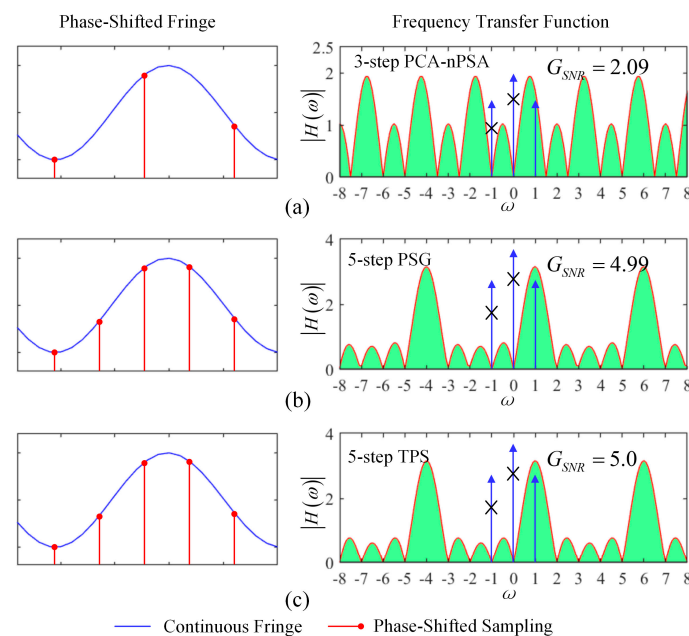 Phase-Shifted Fringe
Frequency Transfer Function
3-step PCA-nPSA
G_SNR = 2.09
|H(ω)|
2.5
2
1
0
-8 -7 -6 -5 -4 -3 -2 -1 0 1 2 3 4 5 6 7 8
ω
(a)
5-step PSG
G_SNR = 4.99
|H(ω)|
4
2
0
-8 -7 -6 -5 -4 -3 -2 -1 0 1 2 3 4 5 6 7 8
ω
(b)
5-step TPS
G_SNR = 5.0
|H(ω)|
4
2
0
-8 -7 -6 -5 -4 -3 -2 -1 0 1 2 3 4 5 6 7 8
ω
(c)
Continuous Fringe
Phase-Shifted Sampling